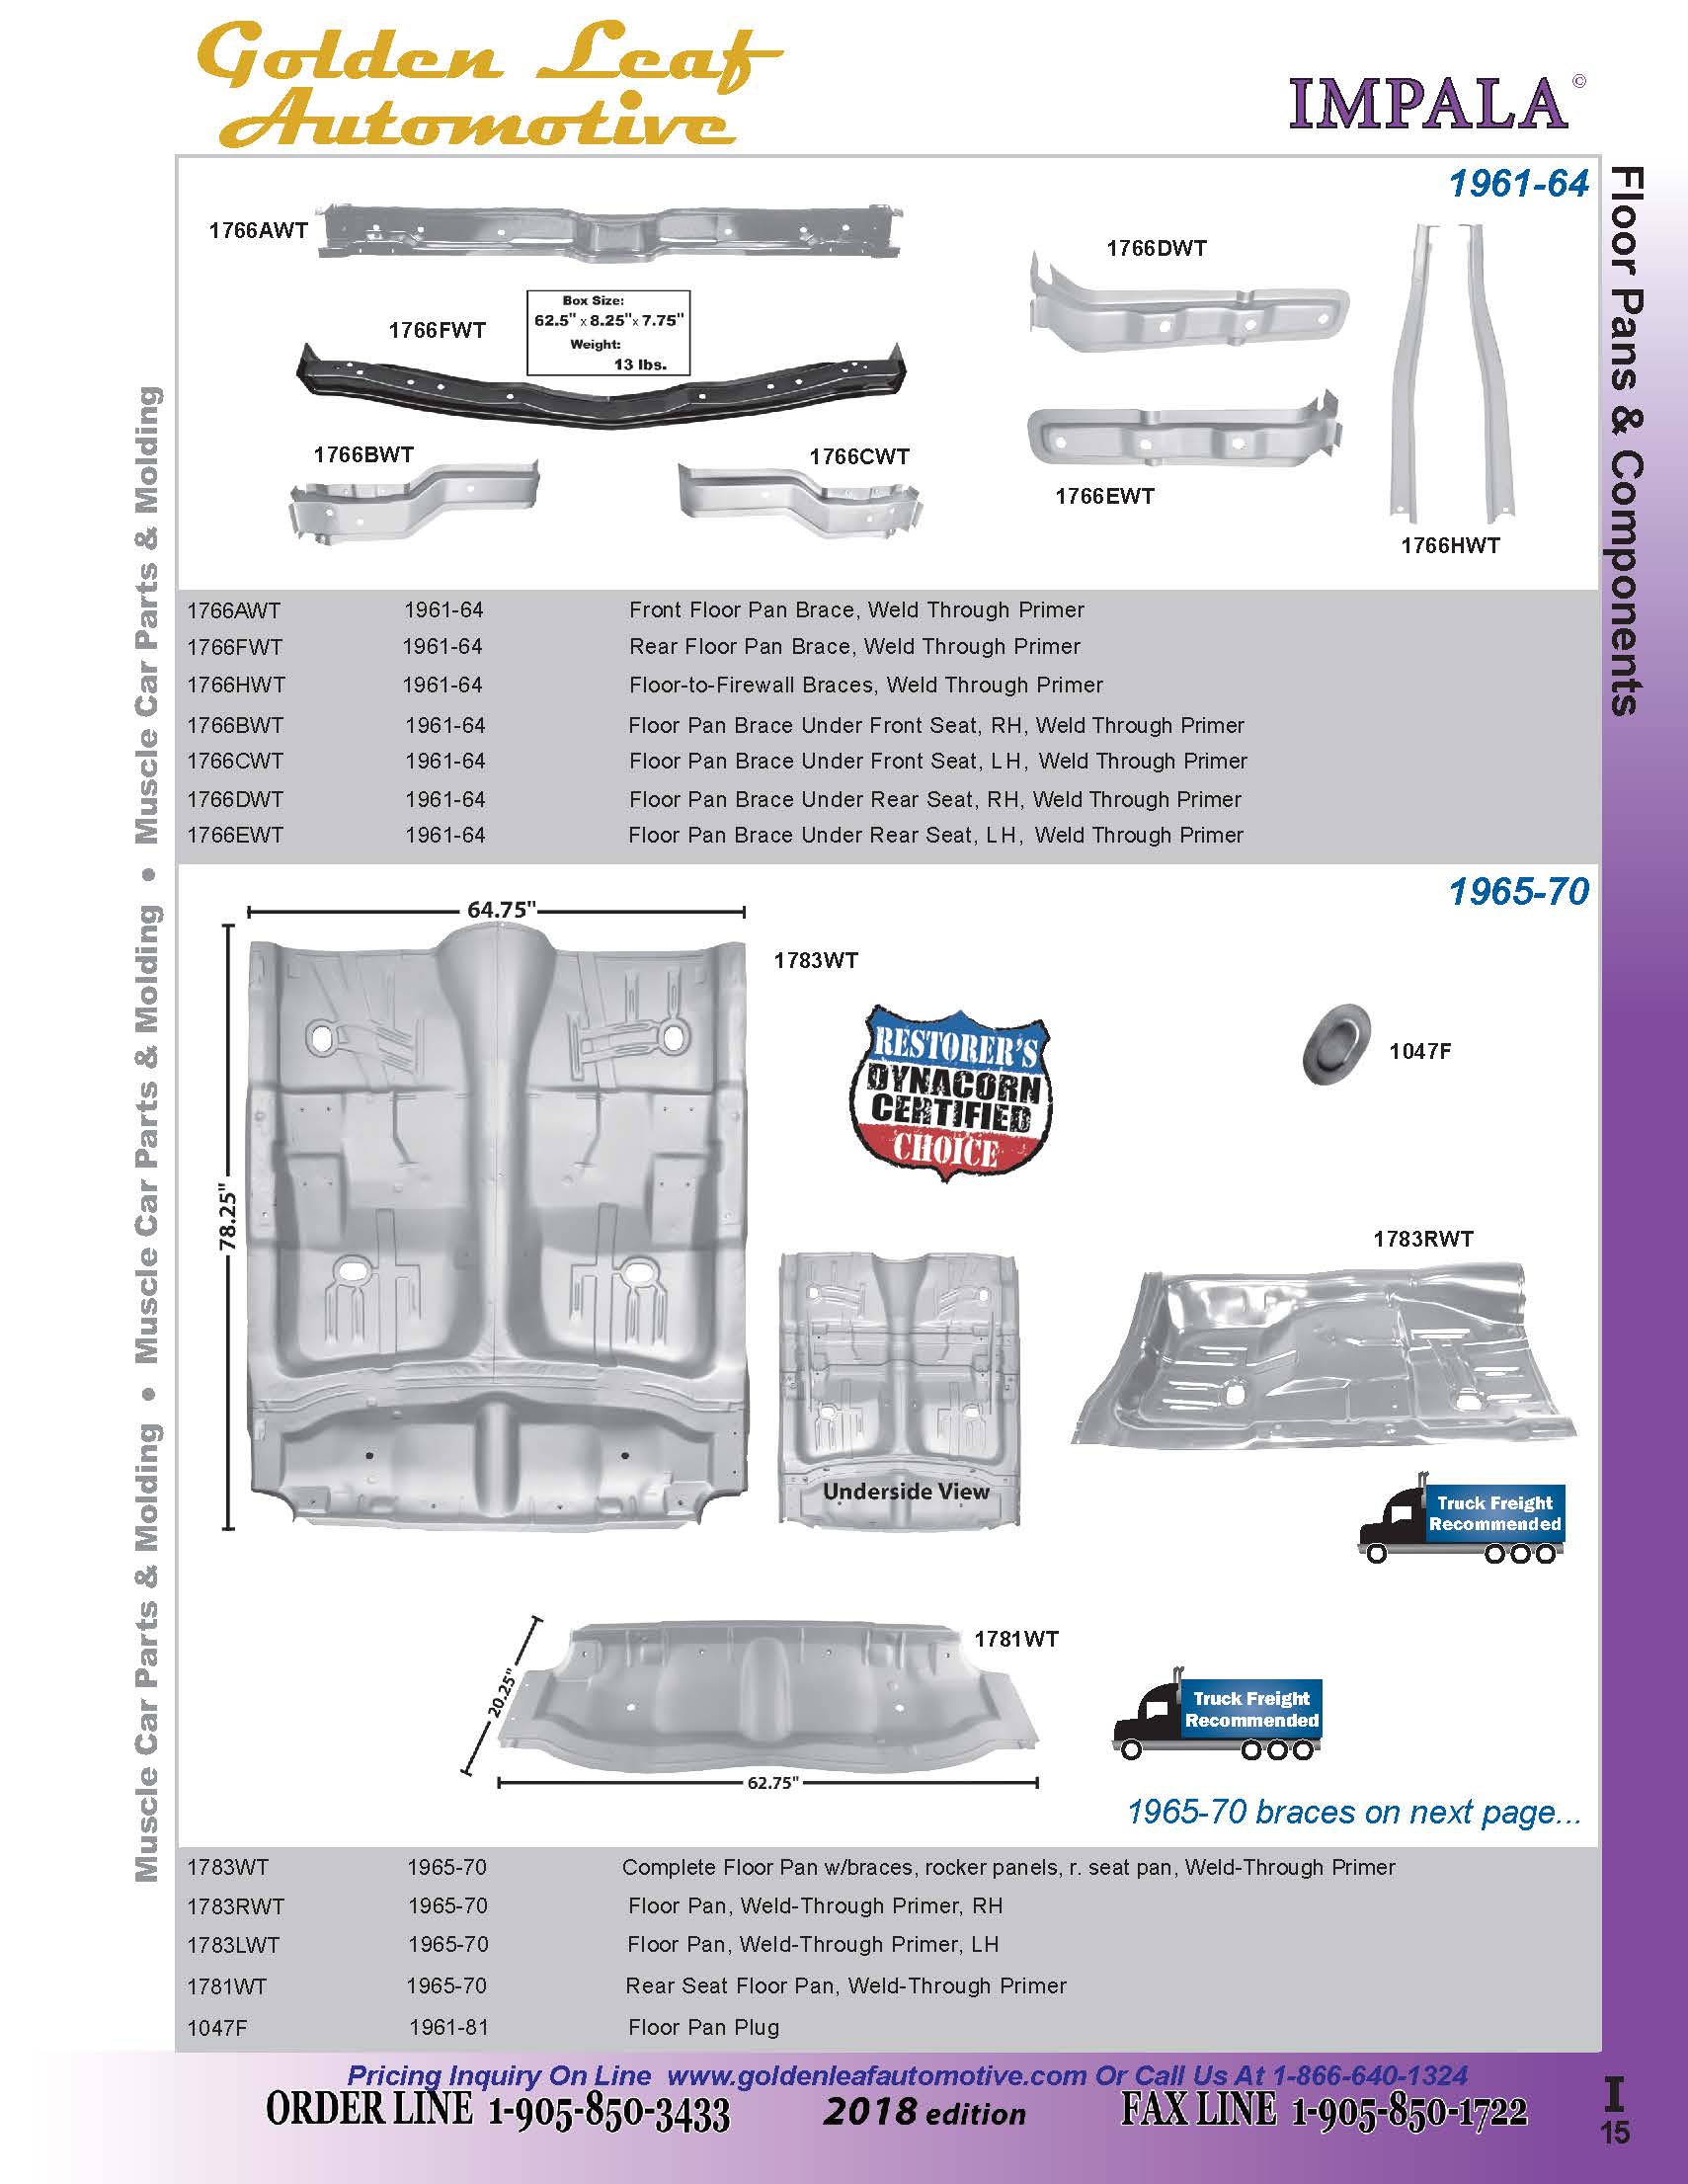 Golden Leaf
Automotive
IMPALA©
1961-64
Floor Pans & Components
Muscle Car Parts & Molding • Muscle Car Parts & Molding • Muscle Car Parts & Molding
1766AWT
1766DWT
Box Size:
62.5" x 8.25"x 7.75"
Weight:
13 lbs.
1766FWT
1766BWT
1766CWT
1766EWT
1766HWT
1766AWT 1961-64 Front Floor Pan Brace, Weld Through Primer
1766FWT 1961-64 Rear Floor Pan Brace, Weld Through Primer
1766HWT 1961-64 Floor-to-Firewall Braces, Weld Through Primer
1766BWT 1961-64 Floor Pan Brace Under Front Seat, RH, Weld Through Primer
1766CWT 1961-64 Floor Pan Brace Under Front Seat, LH, Weld Through Primer
1766DWT 1961-64 Floor Pan Brace Under Rear Seat, RH, Weld Through Primer
1766EWT 1961-64 Floor Pan Brace Under Rear Seat, LH, Weld Through Primer
1965-70
64.75"
78.25"
1783WT
RESTORER'S
DYNACORN
CERTIFIED
CHOICE
1047F
1783RWT
Underside View
Truck Freight
Recommended
1781WT
20.25"
62.75"
Truck Freight
Recommended
1965-70 braces on next page...
1783WT 1965-70 Complete Floor Pan w/braces, rocker panels, r. seat pan, Weld-Through Primer
1783RWT 1965-70 Floor Pan, Weld-Through Primer, RH
1783LWT 1965-70 Floor Pan, Weld-Through Primer, LH
1781WT 1965-70 Rear Seat Floor Pan, Weld-Through Primer
1047F 1961-81 Floor Pan Plug
Pricing Inquiry On Line www.goldenleafautomotive.com Or Call Us At 1-866-640-1324
ORDER LINE 1-905-850-3433 2018 edition FAX LINE 1-905-850-1722
I
15